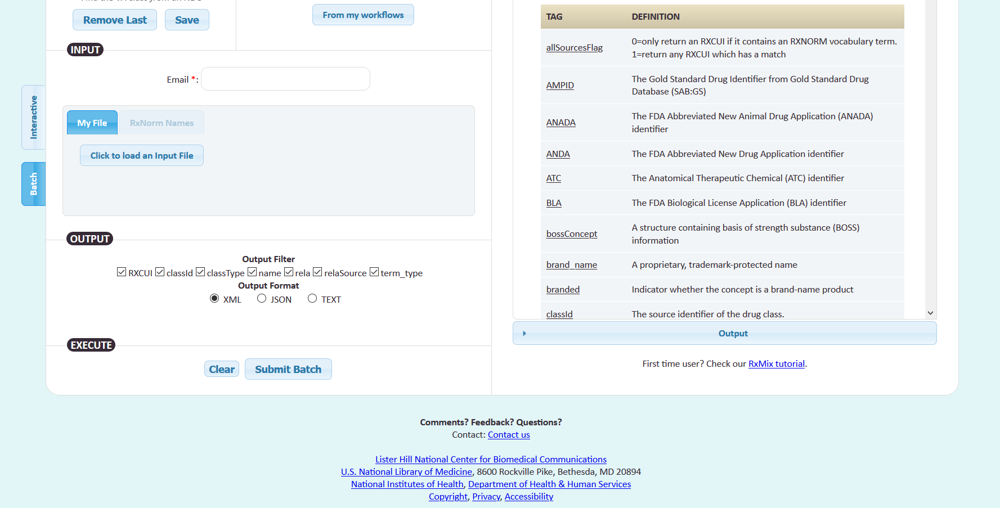 Remove Last Save
From my workflows
INPUT
Email *:
Interactive
Batch
My File RxNorm Names
Click to load an Input File
OUTPUT
Output Filter
RXCUI classId classType name rela relaSource term_type
Output Format
XML JSON TEXT
EXECUTE
Clear Submit Batch
TAG DEFINITION
allSourcesFlag 0=only return an RXCUI if it contains an RXNORM vocabulary term.
1=return any RXCUI which has a match
AMPID The Gold Standard Drug Identifier from Gold Standard Drug
Database (SAB:GS)
ANADA The FDA Abbreviated New Animal Drug Application (ANADA)
identifier
ANDA The FDA Abbreviated New Drug Application identifier
ATC The Anatomical Therapeutic Chemical (ATC) identifier
BLA The FDA Biological License Application (BLA) identifier
bossConcept A structure containing basis of strength substance (BOSS)
information
brand_name A proprietary, trademark-protected name
branded Indicator whether the concept is a brand-name product
classId The source identifier of the drug class.
Output
First time user? Check our RxMix tutorial.
Comments? Feedback? Questions?
Contact: Contact us
Lister Hill National Center for Biomedical Communications
U.S. National Library of Medicine, 8600 Rockville Pike, Bethesda, MD 20894
National Institutes of Health, Department of Health & Human Services
Copyright, Privacy, Accessibility